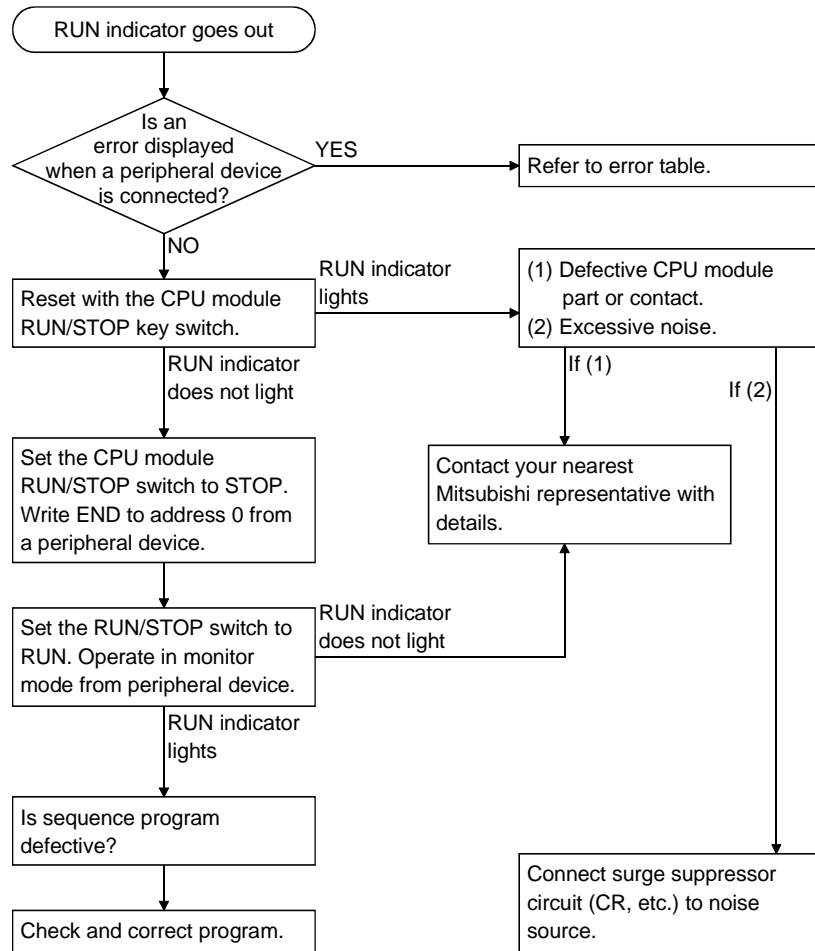 RUN indicator goes out
Is an
error displayed
when a peripheral device
is connected?
YES
Refer to error table.
NO
Reset with the CPU module
RUN/STOP key switch.
RUN indicator
lights
(1) Defective CPU module
part or contact.
(2) Excessive noise.
RUN indicator
does not light
If (1)
If (2)
Set the CPU module
RUN/STOP switch to STOP.
Write END to address 0 from
a peripheral device.
Contact your nearest
Mitsubishi representative with
details.
Set the RUN/STOP switch to
RUN. Operate in monitor
mode from peripheral device.
RUN indicator
does not light
RUN indicator
lights
Is sequence program
defective?
Check and correct program.
Connect surge suppressor
circuit (CR, etc.) to noise
source.